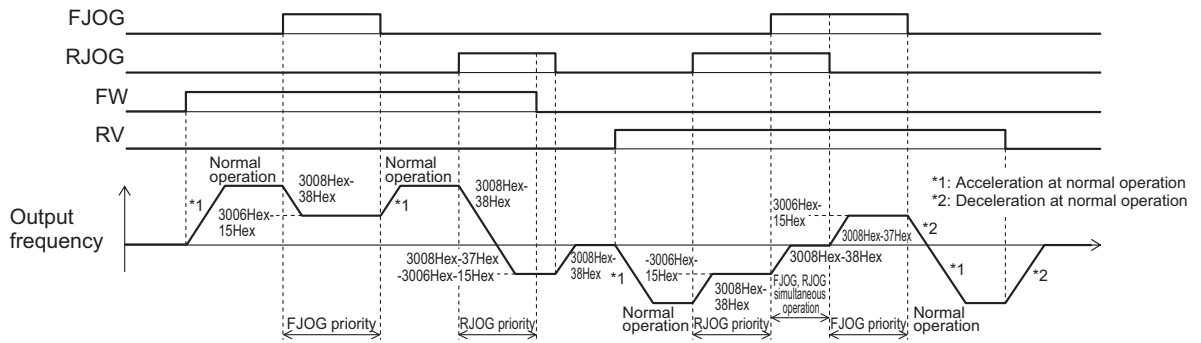 FJOG
RJOG
FW
RV
Output
frequency
Normal
operation
*1
3006Hex-
15Hex
3008Hex-
38Hex
Normal
operation
*1
3008Hex-
38Hex
3008Hex-37Hex
-3006Hex-15Hex
3008Hex-
38Hex
*1
-3006Hex-
15Hex
Normal
operation
3008Hex-
38Hex
3006Hex-
15Hex
3008Hex-37Hex
3008Hex-38Hex
FJOG, RJOG
simultaneous
operation
*2
*1
Normal
operation
*2
*1: Acceleration at normal operation
*2: Deceleration at normal operation
FJOG priority
RJOG priority
RJOG priority
FJOG priority